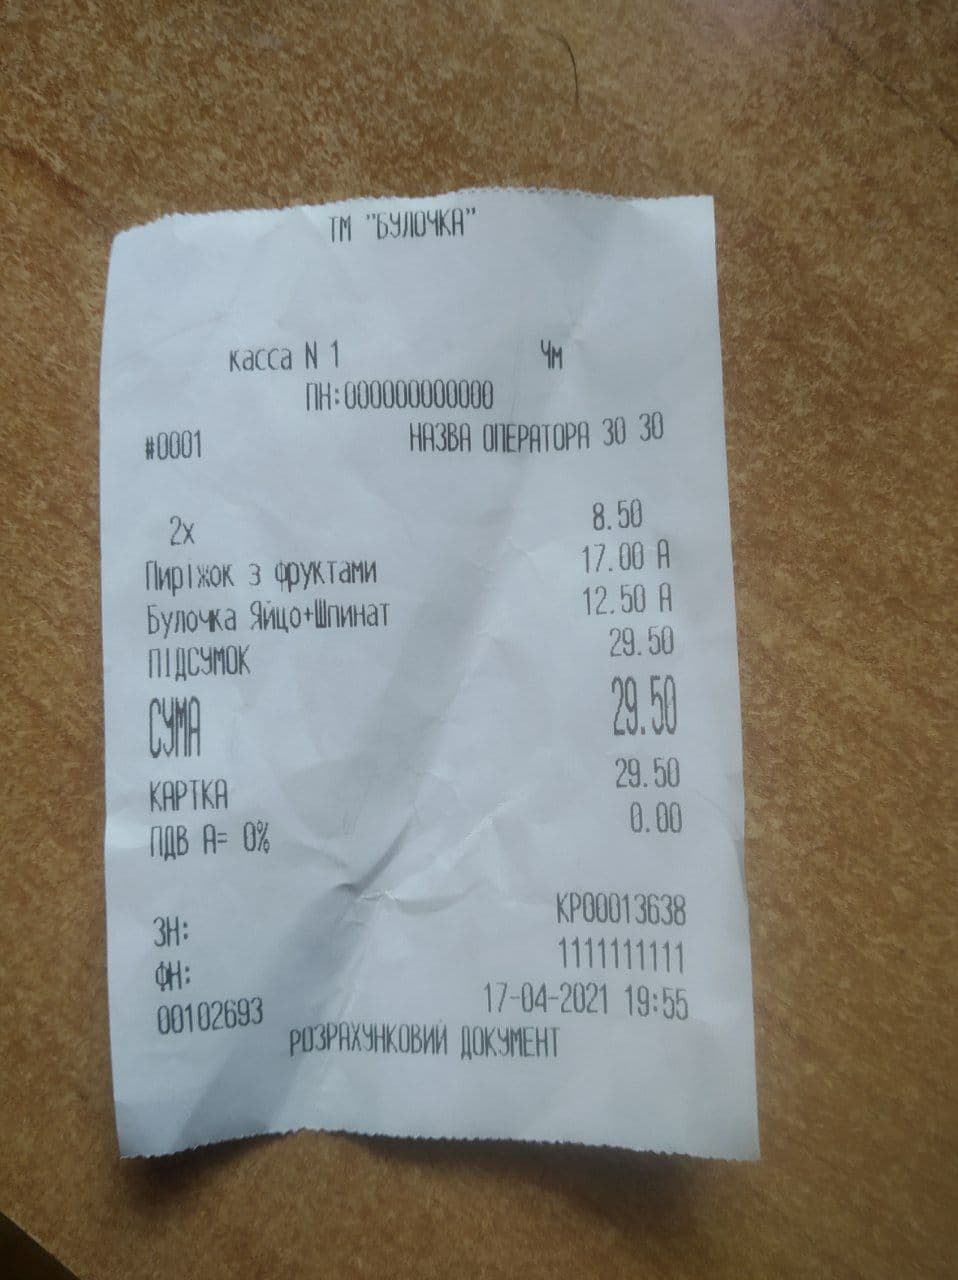 ТМ "БУЛОЧКА"
касса N 1 Чм
ПН:000000000000
#0001 НАЗВА ОПЕРАТОРА 30 30
2x 8.50
Пиріжок з фруктами 17.00 А
Булочка Яйцо+Шпинат 12.50 А
ПІДСУМОК 29.50
СУМА 29.50
КАРТКА 29.50
ПДВ А= 0% 0.00
ЗН: КР00013638
ФН: 1111111111
00102693 17-04-2021 19:55
РОЗРАХУНКОВИЙ ДОКУМЕНТ